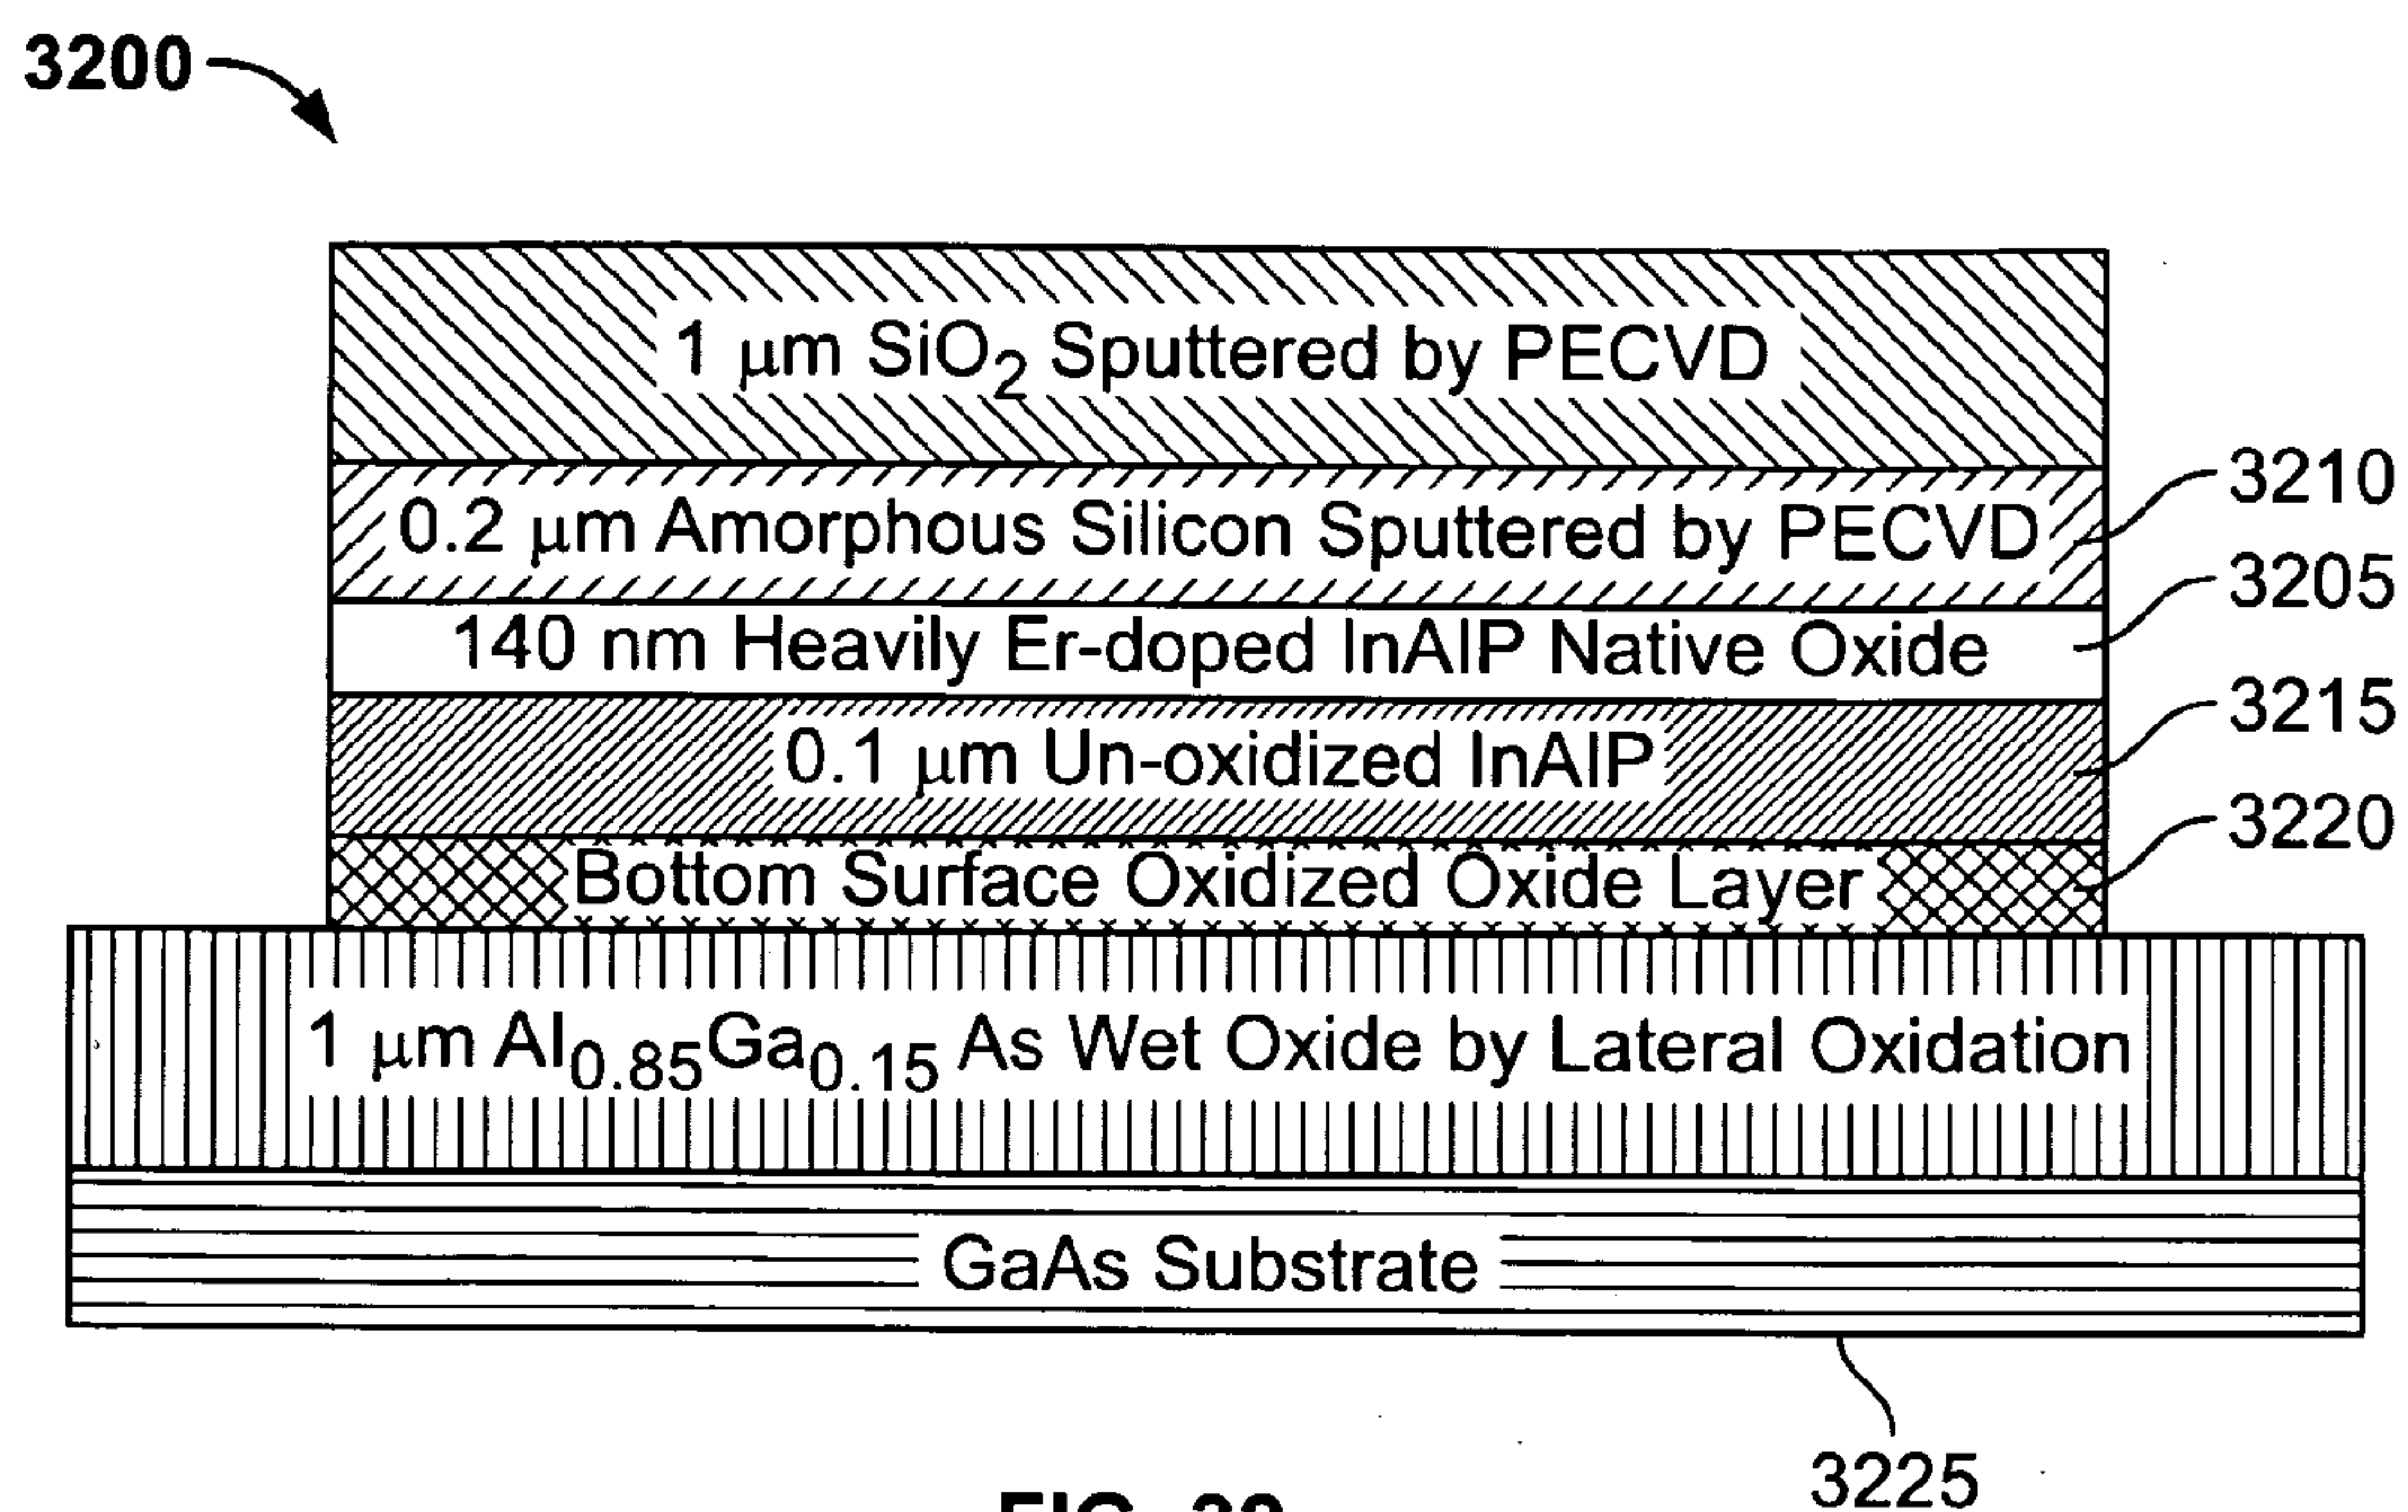 3200
1 μm SiO2 Sputtered by PECVD
0.2 μm Amorphous Silicon Sputtered by PECVD
3210
140 nm Heavily Er-doped InAlP Native Oxide
3205
0.1 μm Un-oxidized InAlP
3215
Bottom Surface Oxidized Oxide Layer
3220
1 μm Al0.85Ga0.15 As Wet Oxide by Lateral Oxidation
GaAs Substrate
3225
FIG.